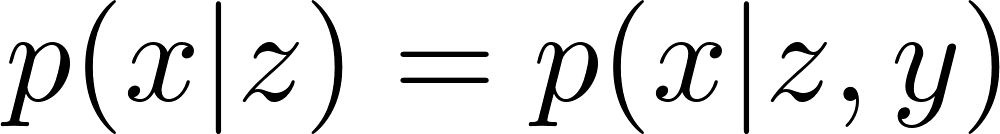 p(x|z) = p(x|z, y)